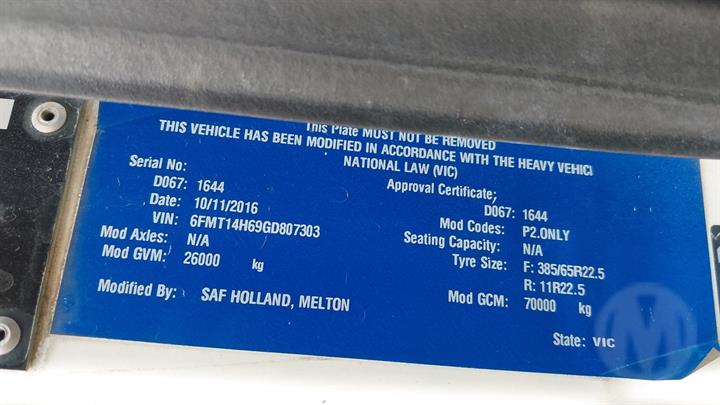 This Plate MUST NOT BE REMOVED
THIS VEHICLE HAS BEEN MODIFIED IN ACCORDANCE WITH THE HEAVY VEHICL
NATIONAL LAW (VIC)
Serial No:
D067: 1644
Date: 10/11/2016
VIN: 6FMT14H69GD807303
Mod Axles: N/A
Mod GVM: 26000 kg
Modified By: SAF HOLLAND, MELTON
Approval Certificate:
D067: 1644
Mod Codes: P2.ONLY
Seating Capacity: N/A
Tyre Size: F: 385/65R22.5
R: 11R22.5
Mod GCM: 70000 kg
State: VIC
M